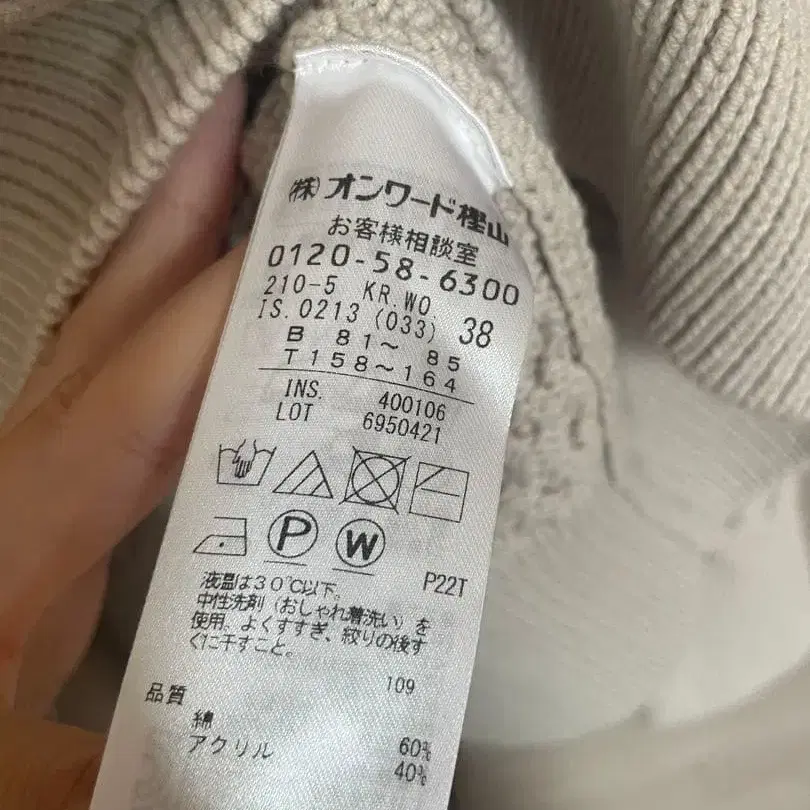 (株)オンワード樫山
お客様相談室
0120-58-6300
210-5 KR.WO.
IS.0213 (033) 38
B 81～ 85
T 158～164
INS. 400106
LOT 6950421
P W
P22T
液温は30℃以下。
中性洗剤(おしゃれ着洗い)を
使用。よくすすぎ、絞りの後す
ぐに干すこと。
109
品質
綿 60%
アクリル 40%